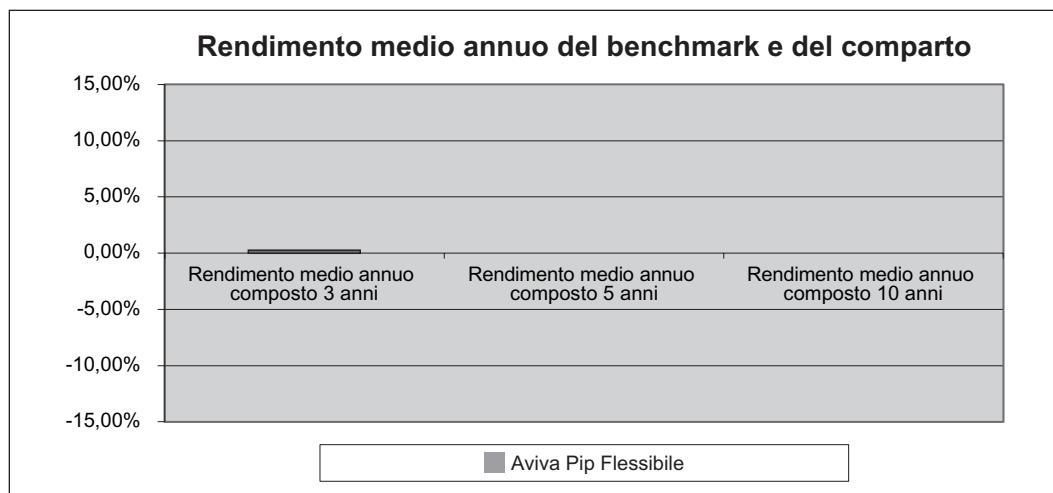 Rendimento medio annuo del benchmark e del comparto
15,00%
10,00%
5,00%
0,00%
Rendimento medio annuo
composto 3 anni
Rendimento medio annuo
composto 5 anni
Rendimento medio annuo
composto 10 anni
-5,00%
-10,00%
-15,00%
Aviva Pip Flessibile